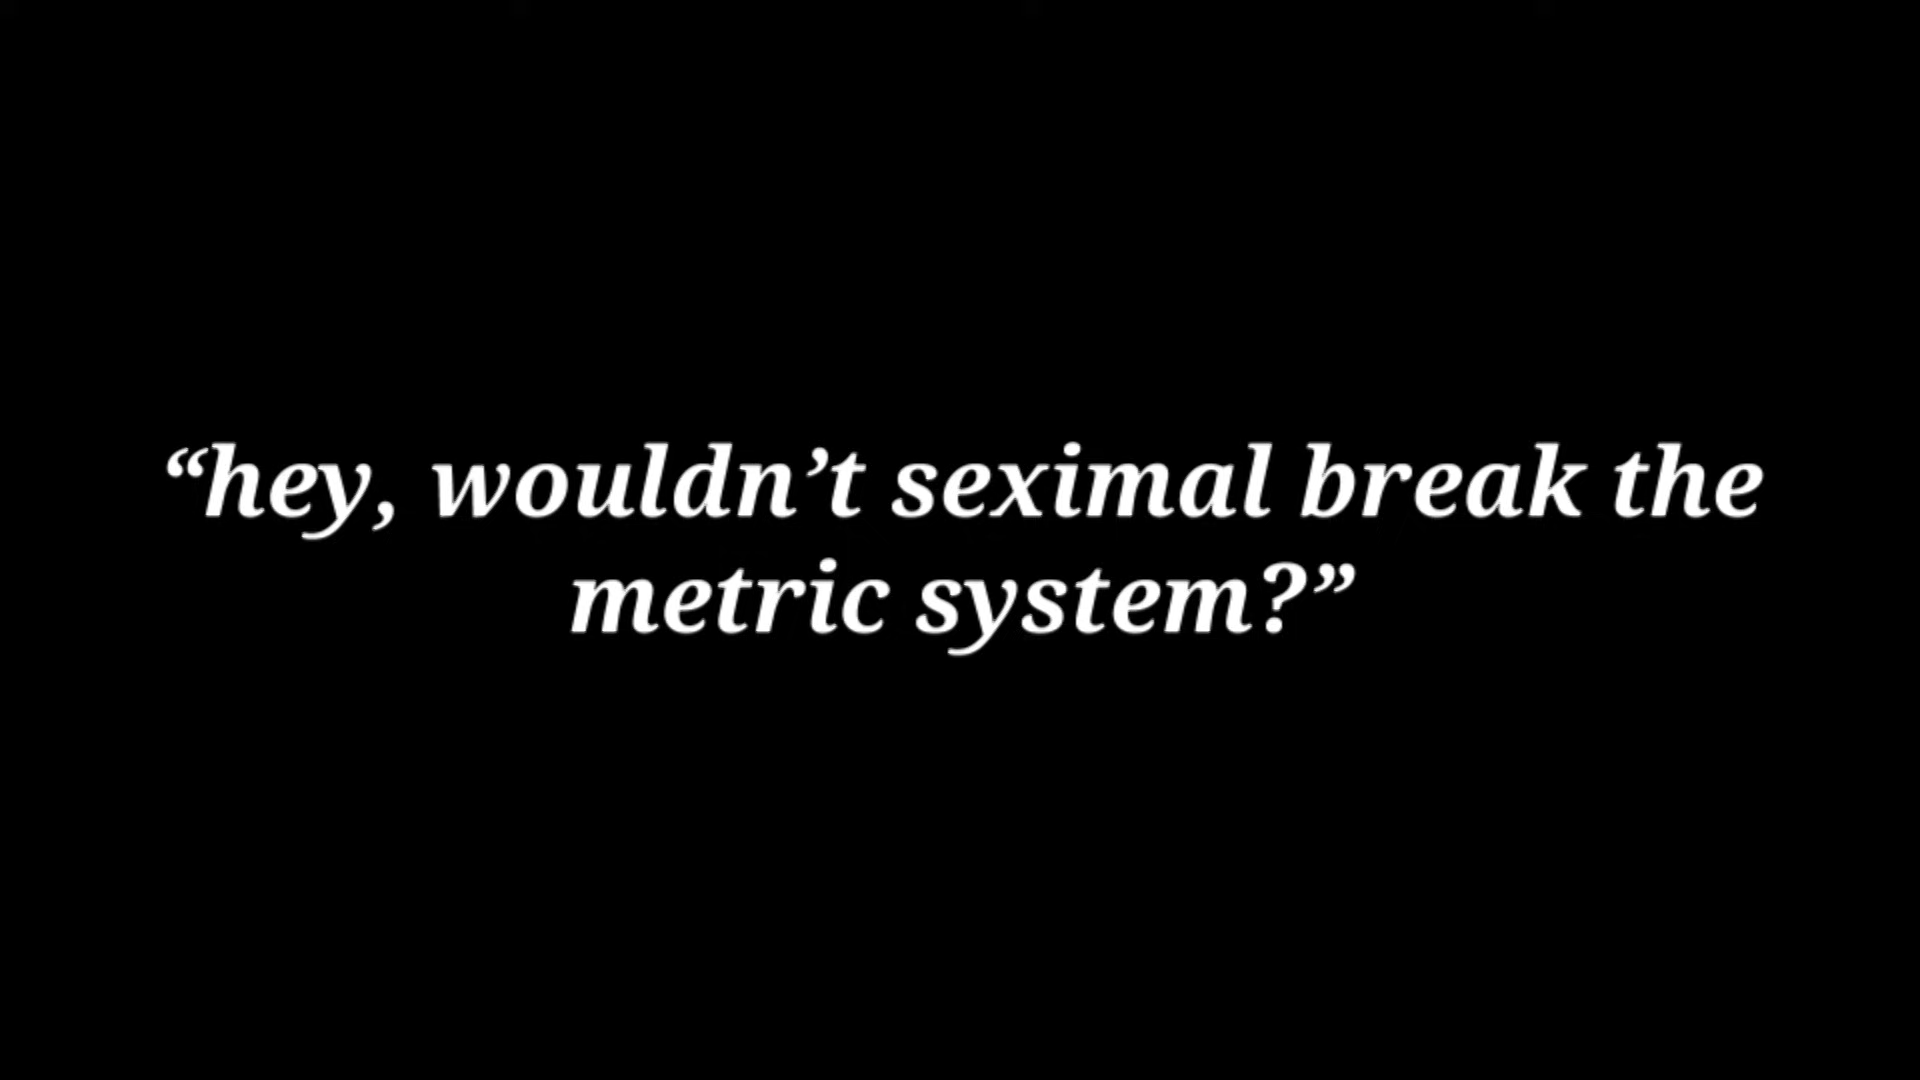 “hey, wouldn’t seximal break the
metric system?”